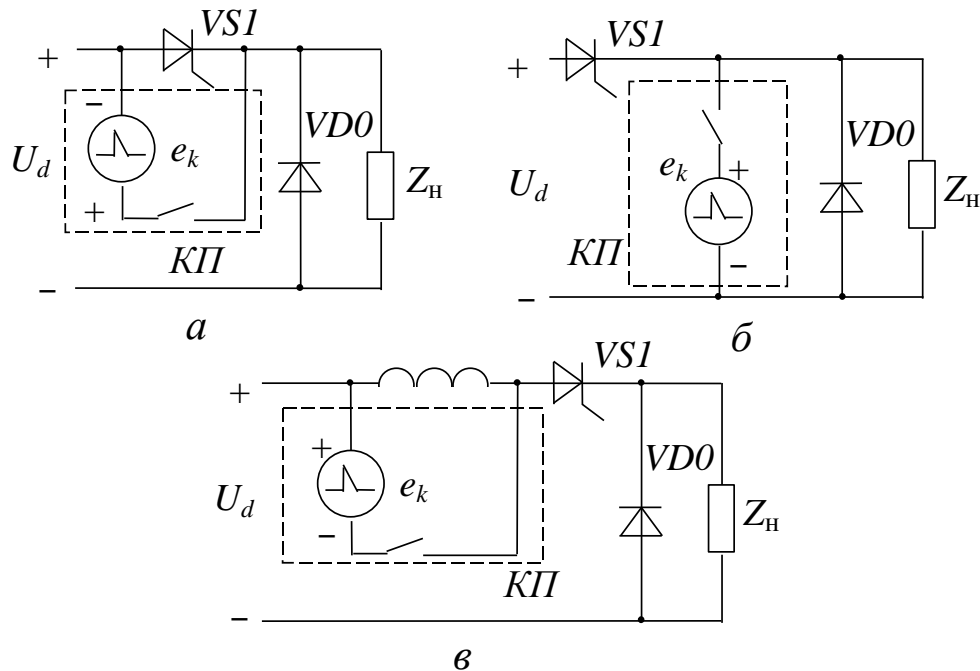 VS1
+
−
U_d
e_k
+
VD0
Z_н
КП
−
а
VS1
+
U_d
e_k
+
VD0
Z_н
КП
−
−
б
VS1
+
+
U_d
e_k
−
VD0
Z_н
КП
−
в